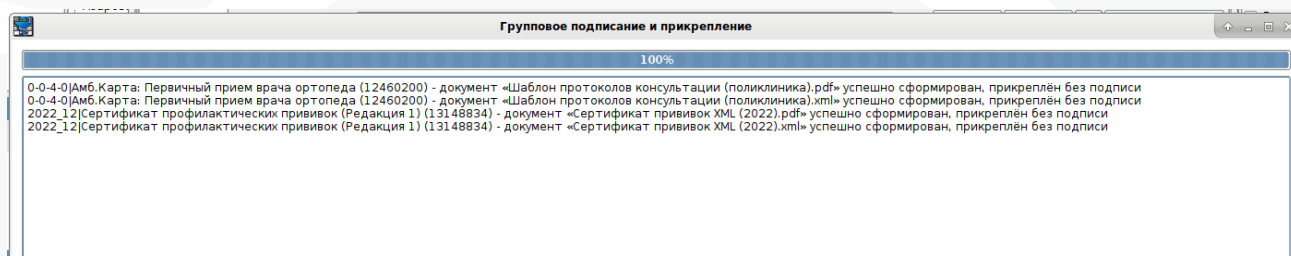 Групповое подписание и прикрепление
100%
0-0-4-0|Амб.Карта: Первичный прием врача ортопеда (12460200) - документ «Шаблон протоколов консультации (поликлиника).pdf» успешно сформирован, прикреплён без подписи
0-0-4-0|Амб.Карта: Первичный прием врача ортопеда (12460200) - документ «Шаблон протоколов консультации (поликлиника).xml» успешно сформирован, прикреплён без подписи
2022_12|Сертификат профилактических прививок (Редакция 1) (13148834) - документ «Сертификат прививок XML (2022).pdf» успешно сформирован, прикреплён без подписи
2022_12|Сертификат профилактических прививок (Редакция 1) (13148834) - документ «Сертификат прививок XML (2022).xml» успешно сформирован, прикреплён без подписи